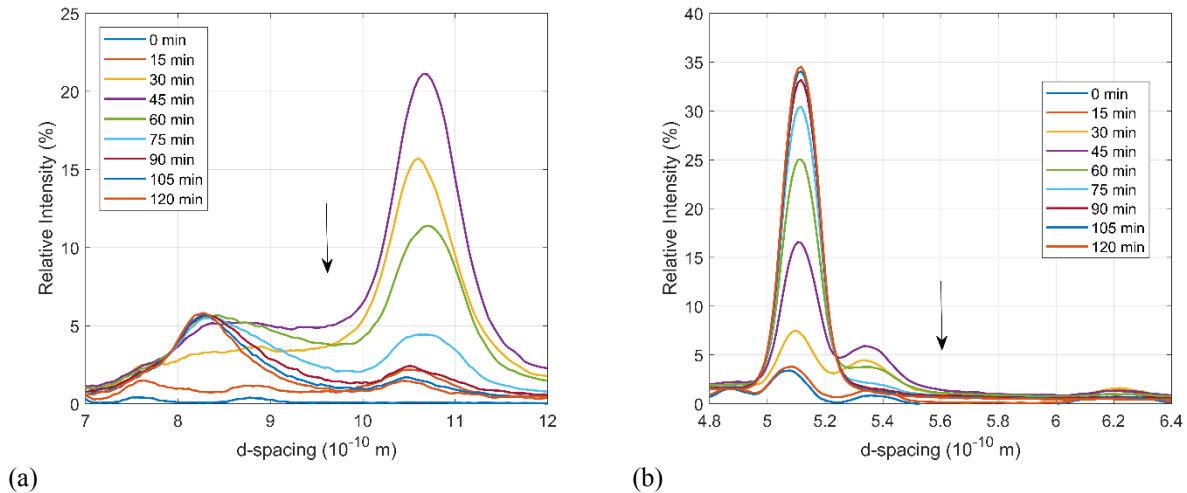 25
20
15
10
5
0
Relative Intensity (%)
0 min
15 min
30 min
45 min
60 min
75 min
90 min
105 min
120 min
7 8 9 10 11 12
d-spacing (10⁻¹⁰ m)
(a)
40
35
30
25
20
15
10
5
0
Relative Intensity (%)
0 min
15 min
30 min
45 min
60 min
75 min
90 min
105 min
120 min
4.8 5 5.2 5.4 5.6 5.8 6 6.2 6.4
d-spacing (10⁻¹⁰ m)
(b)